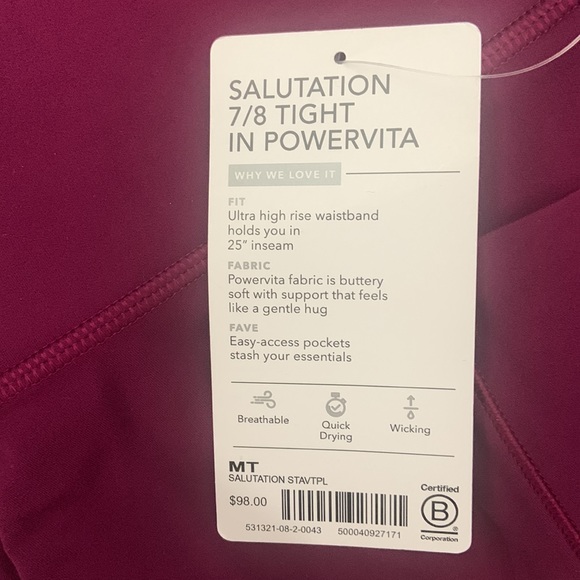 SALUTATION
7/8 TIGHT
IN POWERVITA
WHY WE LOVE IT
FIT
Ultra high rise waistband
holds you in
25" inseam
FABRIC
Powervita fabric is buttery
soft with support that feels
like a gentle hug
FAVE
Easy-access pockets
stash your essentials
Breathable
Quick
Drying
Wicking
MT
SALUTATION STAVTPL
$98.00
531321-08-2-0043 500040927171
Certified
B
®
Corporation